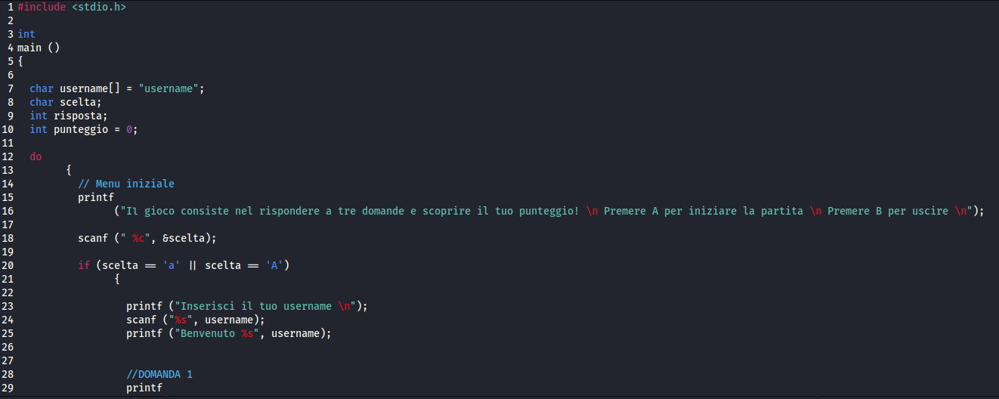 1 #include <stdio.h>
2
3 int
4 main ()
5 {
6
7 char username[] = "username";
8 char scelta;
9 int risposta;
10 int punteggio = 0;
11
12 do
13 {
14 // Menu iniziale
15 printf
16 ("Il gioco consiste nel rispondere a tre domande e scoprire il tuo punteggio! \n Premere A per iniziare la partita \n Premere B per uscire \n");
17
18 scanf (" %c", &scelta);
19
20 if (scelta == 'a' || scelta == 'A')
21 {
22
23 printf ("Inserisci il tuo username \n");
24 scanf ("%s", username);
25 printf ("Benvenuto %s", username);
26
27
28 //DOMANDA 1
29 printf